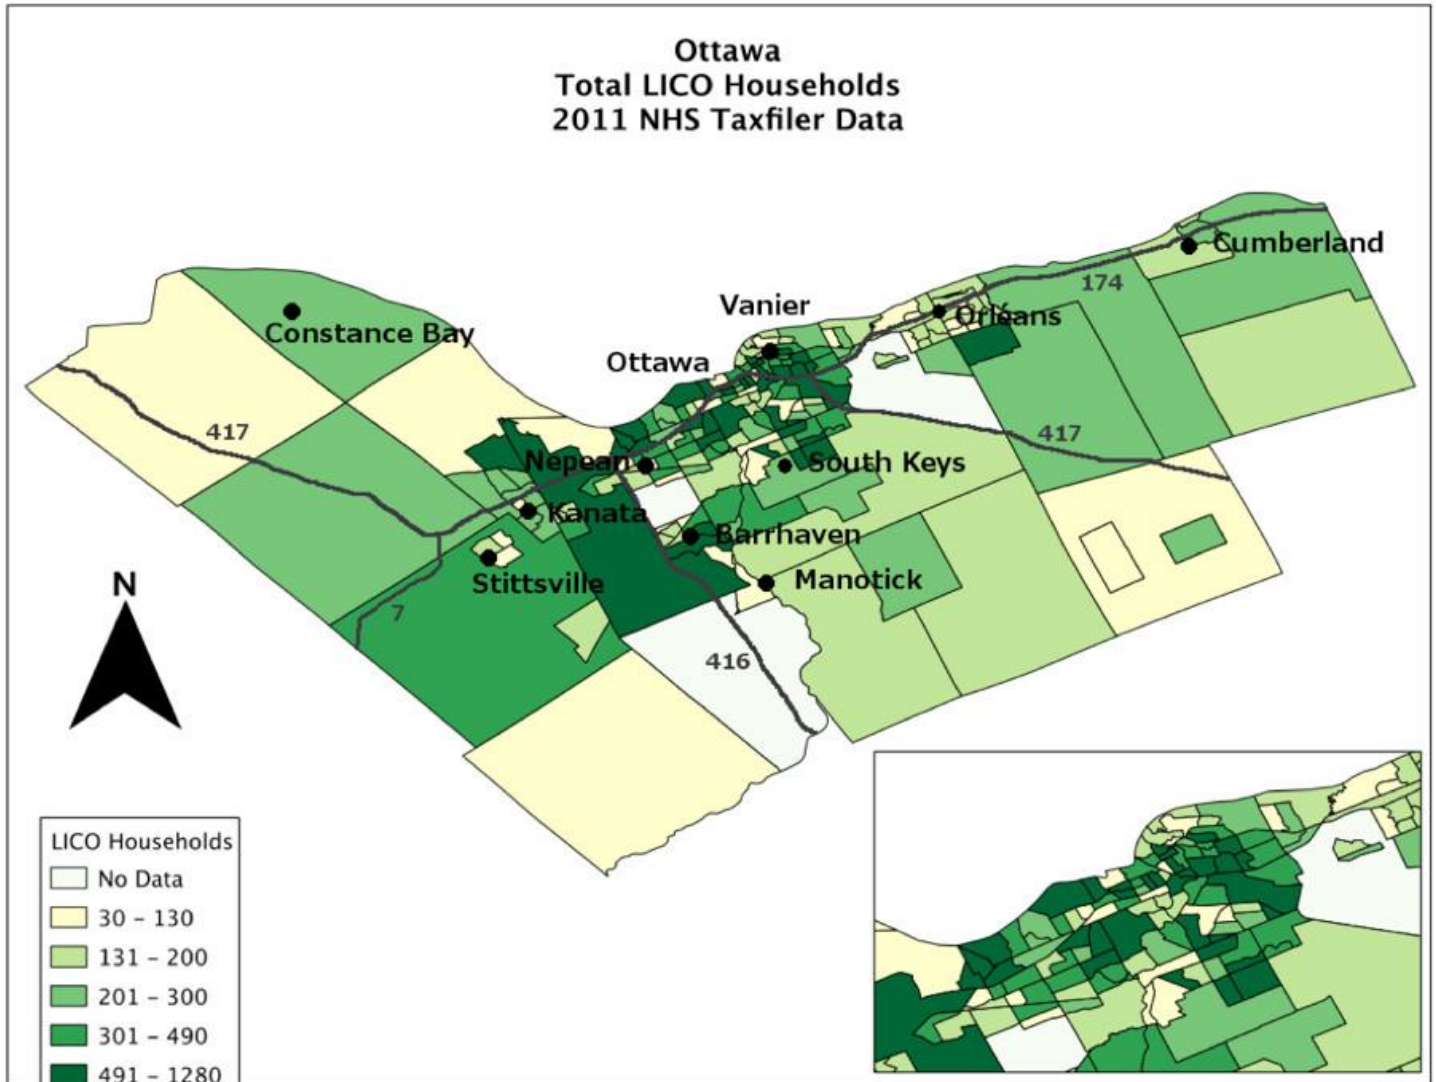 Ottawa
Total LICO Households
2011 NHS Taxfiler Data
Cumberland
174
Vanier
Orléans
Constance Bay
Ottawa
417
417
Nepean
South Keys
Kanata
Barrhaven
Stittsville
Manotick
N
7
416
LICO Households
No Data
30 – 130
131 – 200
201 – 300
301 – 490
491 – 1280